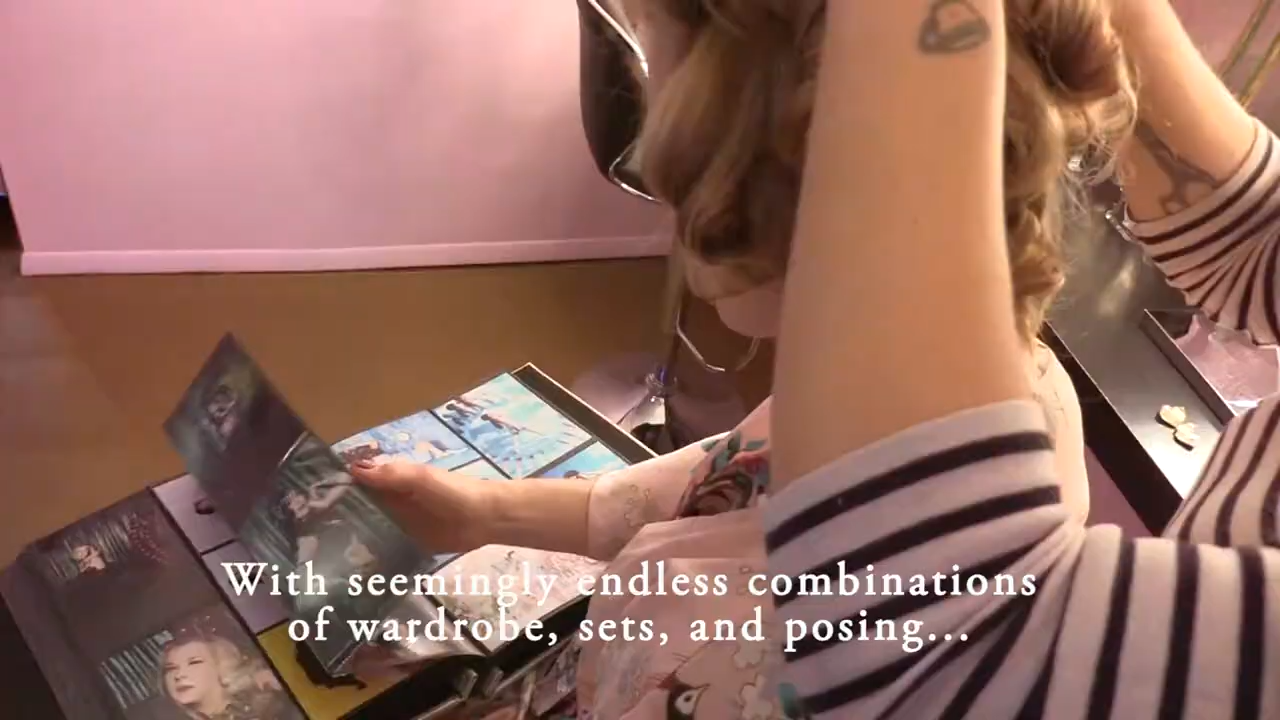 With seemingly endless combinations
of wardrobe, sets, and posing...